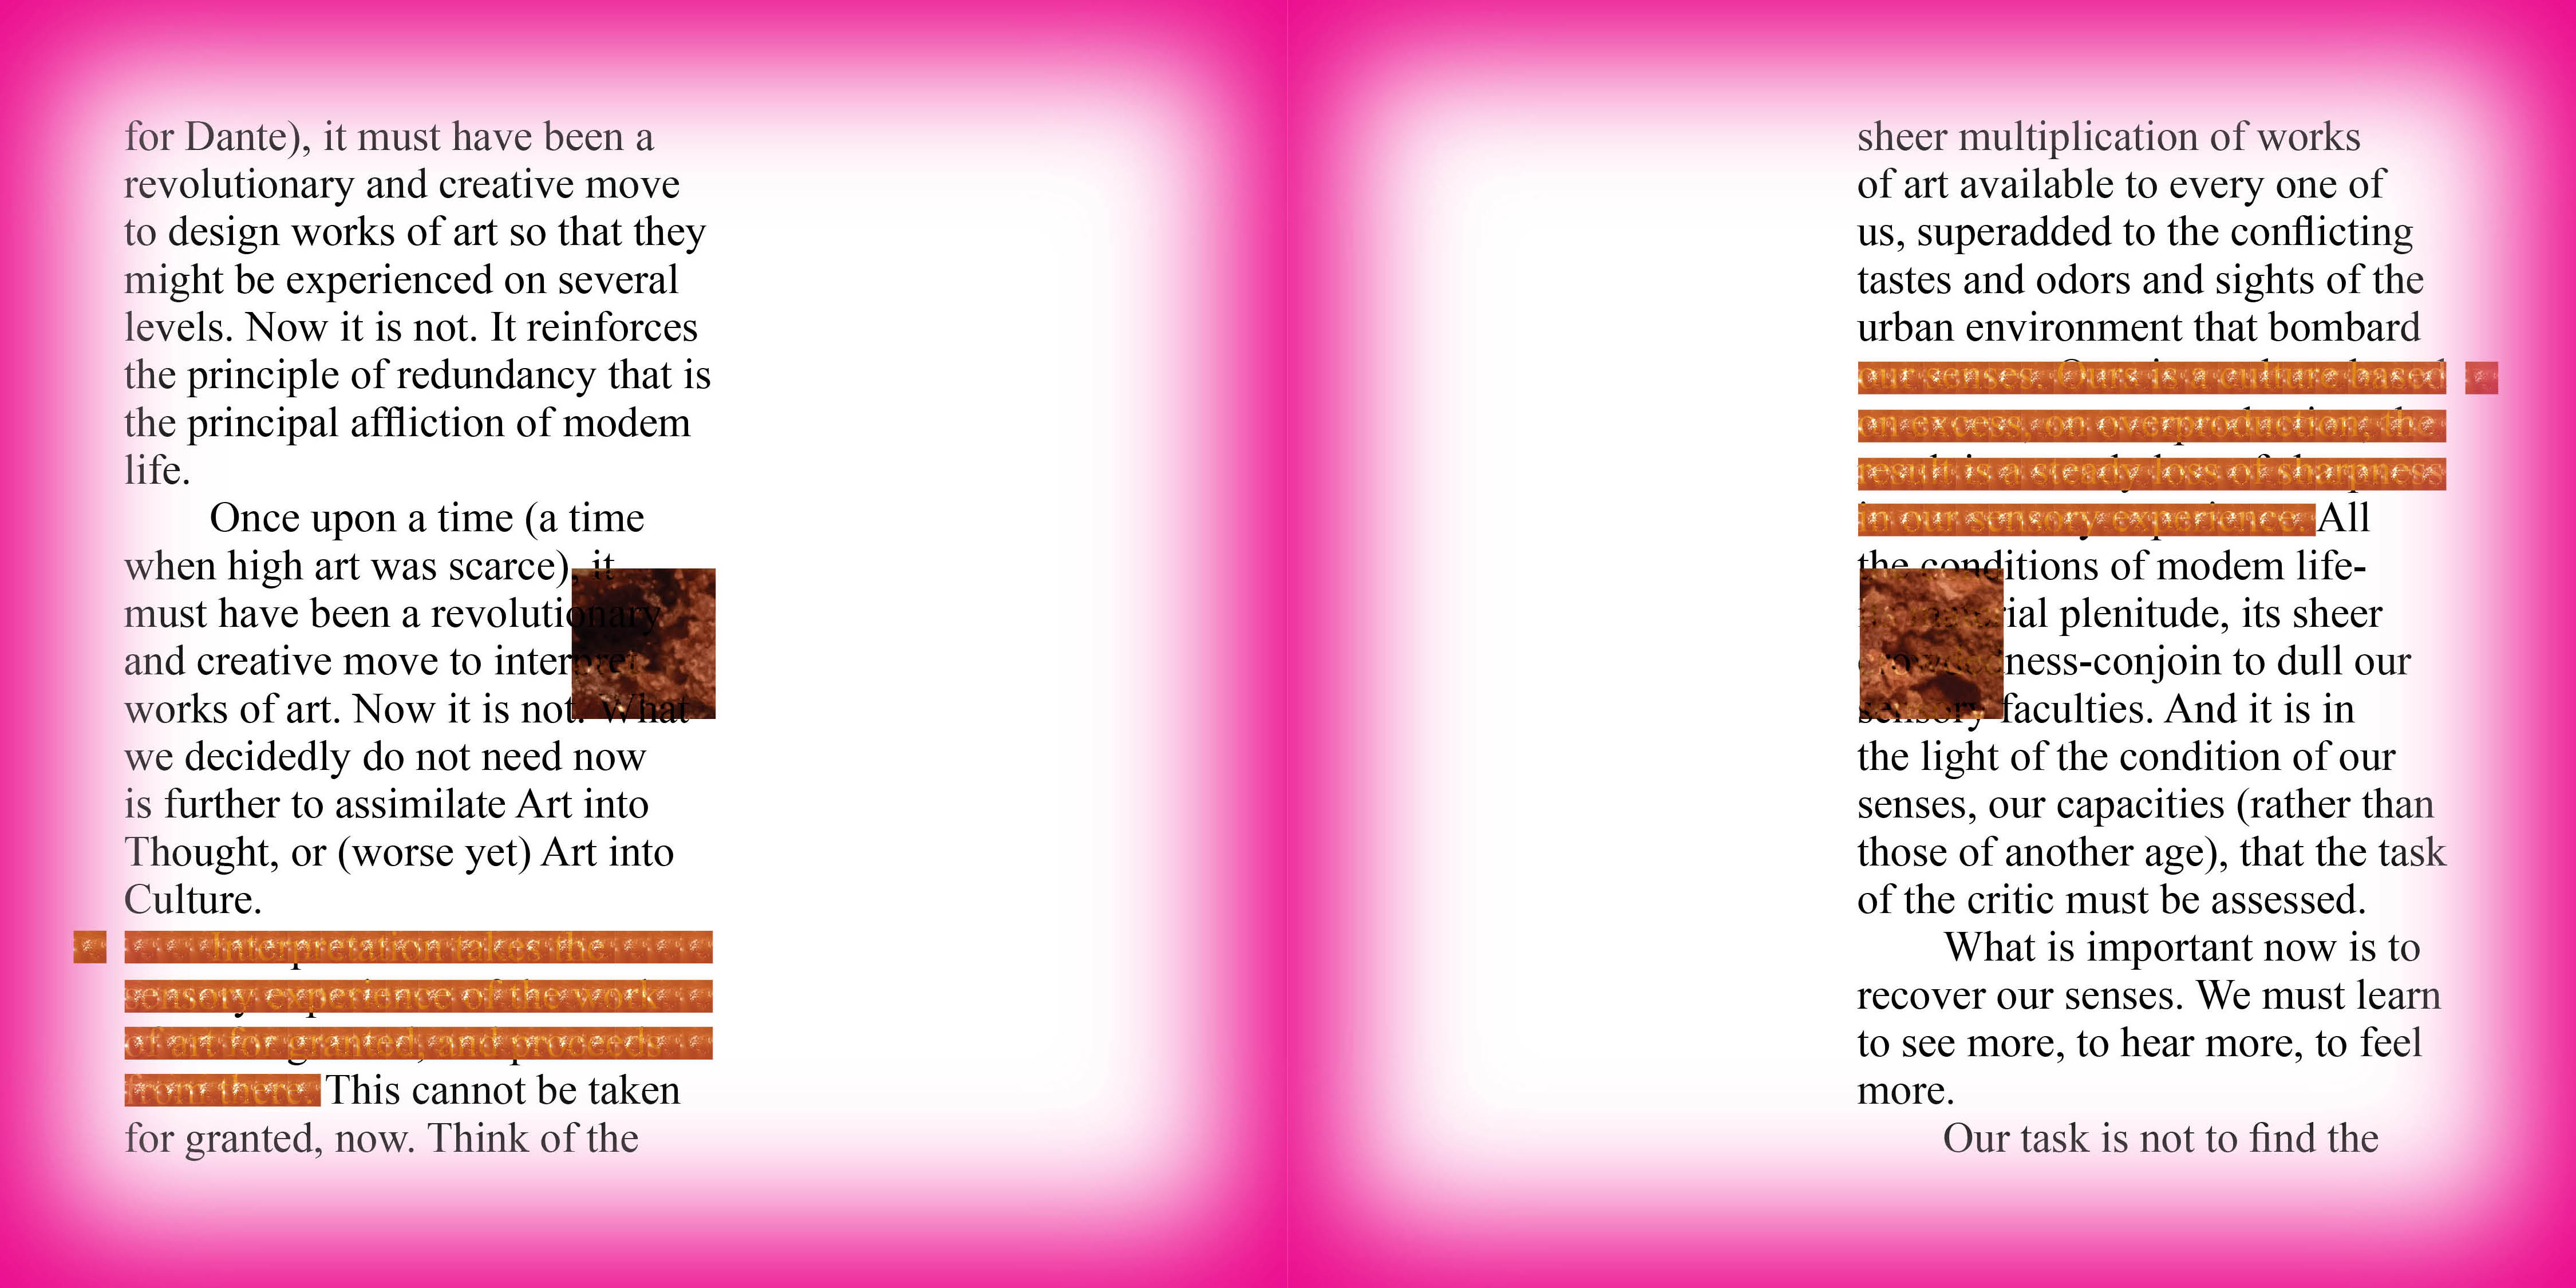 for Dante), it must have been a
revolutionary and creative move
to design works of art so that they
might be experienced on several
levels. Now it is not. It reinforces
the principle of redundancy that is
the principal affliction of modem
life.
Once upon a time (a time
when high art was scarce), it
must have been a revolutionary
and creative move to interpret
works of art. Now it is not. What
we decidedly do not need now
is further to assimilate Art into
Thought, or (worse yet) Art into
Culture.
Interpretation takes the
sensory experience of the work
of art for granted, and proceeds
from there. This cannot be taken
for granted, now. Think of the
sheer multiplication of works
of art available to every one of
us, superadded to the conflicting
tastes and odors and sights of the
urban environment that bombard
our senses. Ours is a culture based
on excess, on overproduction; the
result is a steady loss of sharpness
in our sensory experience. All
the conditions of modem life-
plenitude, its sheer
crowdedness-conjoin to dull our
sensory faculties. And it is in
the light of the condition of our
senses, our capacities (rather than
those of another age), that the task
of the critic must be assessed.
What is important now is to
recover our senses. We must learn
to see more, to hear more, to feel
more.
Our task is not to find the